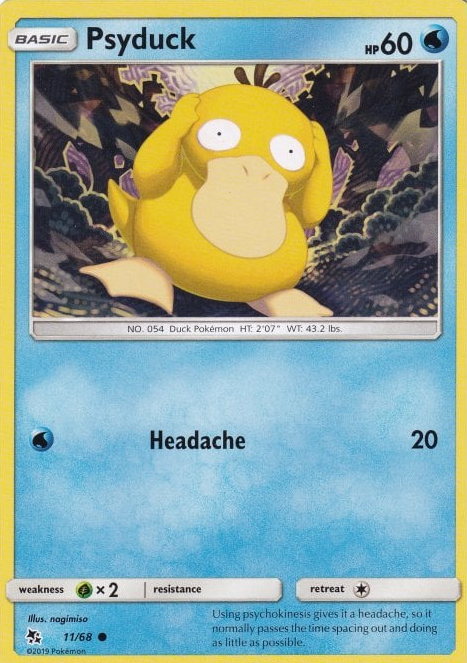 BASIC Psyduck HP60
NO. 054 Duck Pokémon HT: 2'07" WT: 43.2 lbs.
Headache 20
weakness ×2 resistance retreat
Illus. nagimiso
11/68
©2019 Pokémon
Using psychokinesis gives it a headache, so it
normally passes the time spacing out and doing
as little as possible.